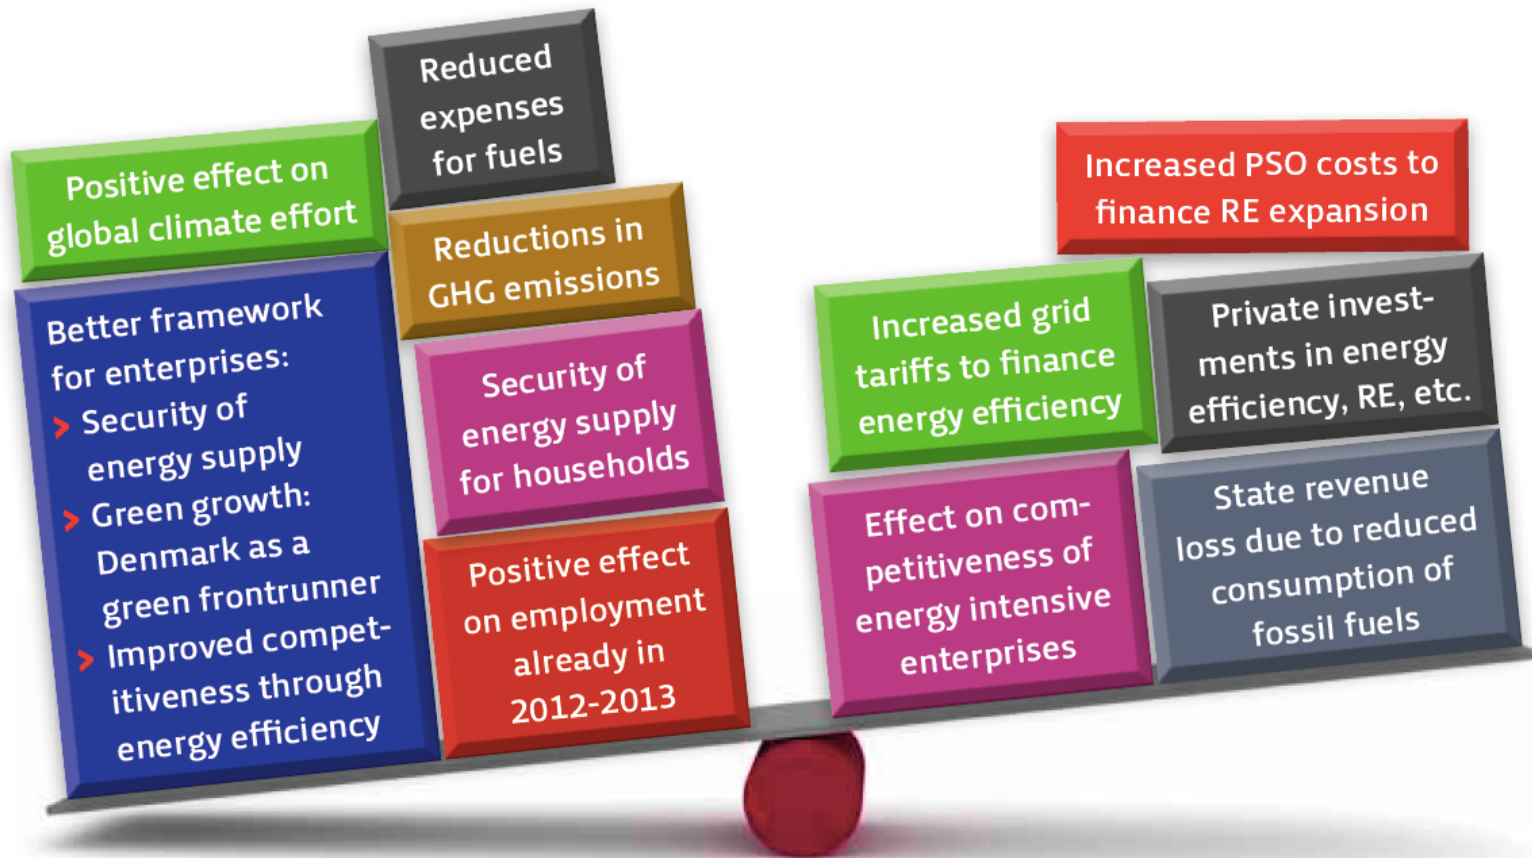 Reduced
expenses
for fuels
Positive effect on
global climate effort
Reductions in
GHG emissions
Better framework
for enterprises:
> Security of
energy supply
> Green growth:
Denmark as a
green frontrunner
> Improved compet-
itiveness through
energy efficiency
Security of
energy supply
for households
Positive effect
on employment
already in
2012-2013
Increased PSO costs to
finance RE expansion
Increased grid
tariffs to finance
energy efficiency
Private invest-
ments in energy
efficiency, RE, etc.
Effect on com-
petitiveness of
energy intensive
enterprises
State revenue
loss due to reduced
consumption of
fossil fuels